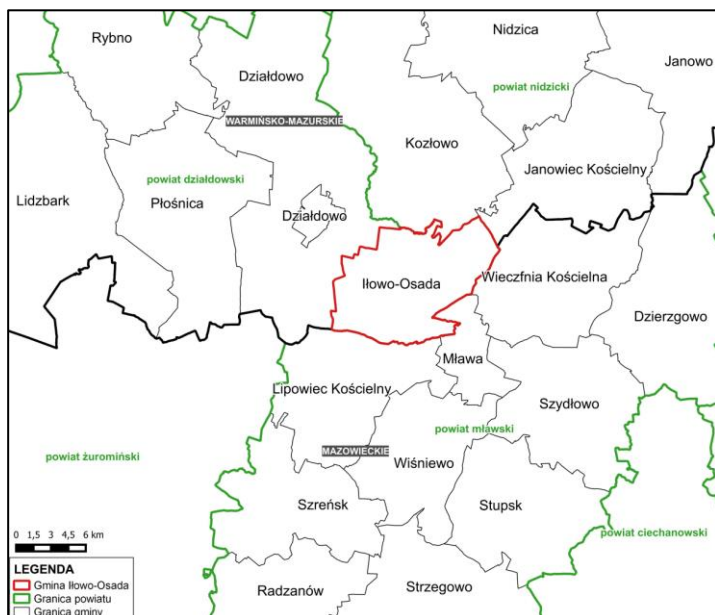 Rybno
Działdowo
Nidzica
Janowo
powiat nidzicki
WARMIŃSKO-MAZURSKIE
Kozłowo
Janowiec Kościelny
powiat działdowski
Lidzbark
Płośnica
Działdowo
Iłowo-Osada
Wieczfnia Kościelna
Dzierzgowo
Mława
Lipowiec Kościelny
Szydłowo
powiat żuromiński
powiat mławski
MAZOWIECKIE
Wiśniewo
Szreńsk
Stupsk
powiat ciechanowski
0 1,5 3 4,5 6 km
Radzanów
Strzegowo
LEGENDA
Gmina Iłowo-Osada
Granica powiatu
Granica gminy